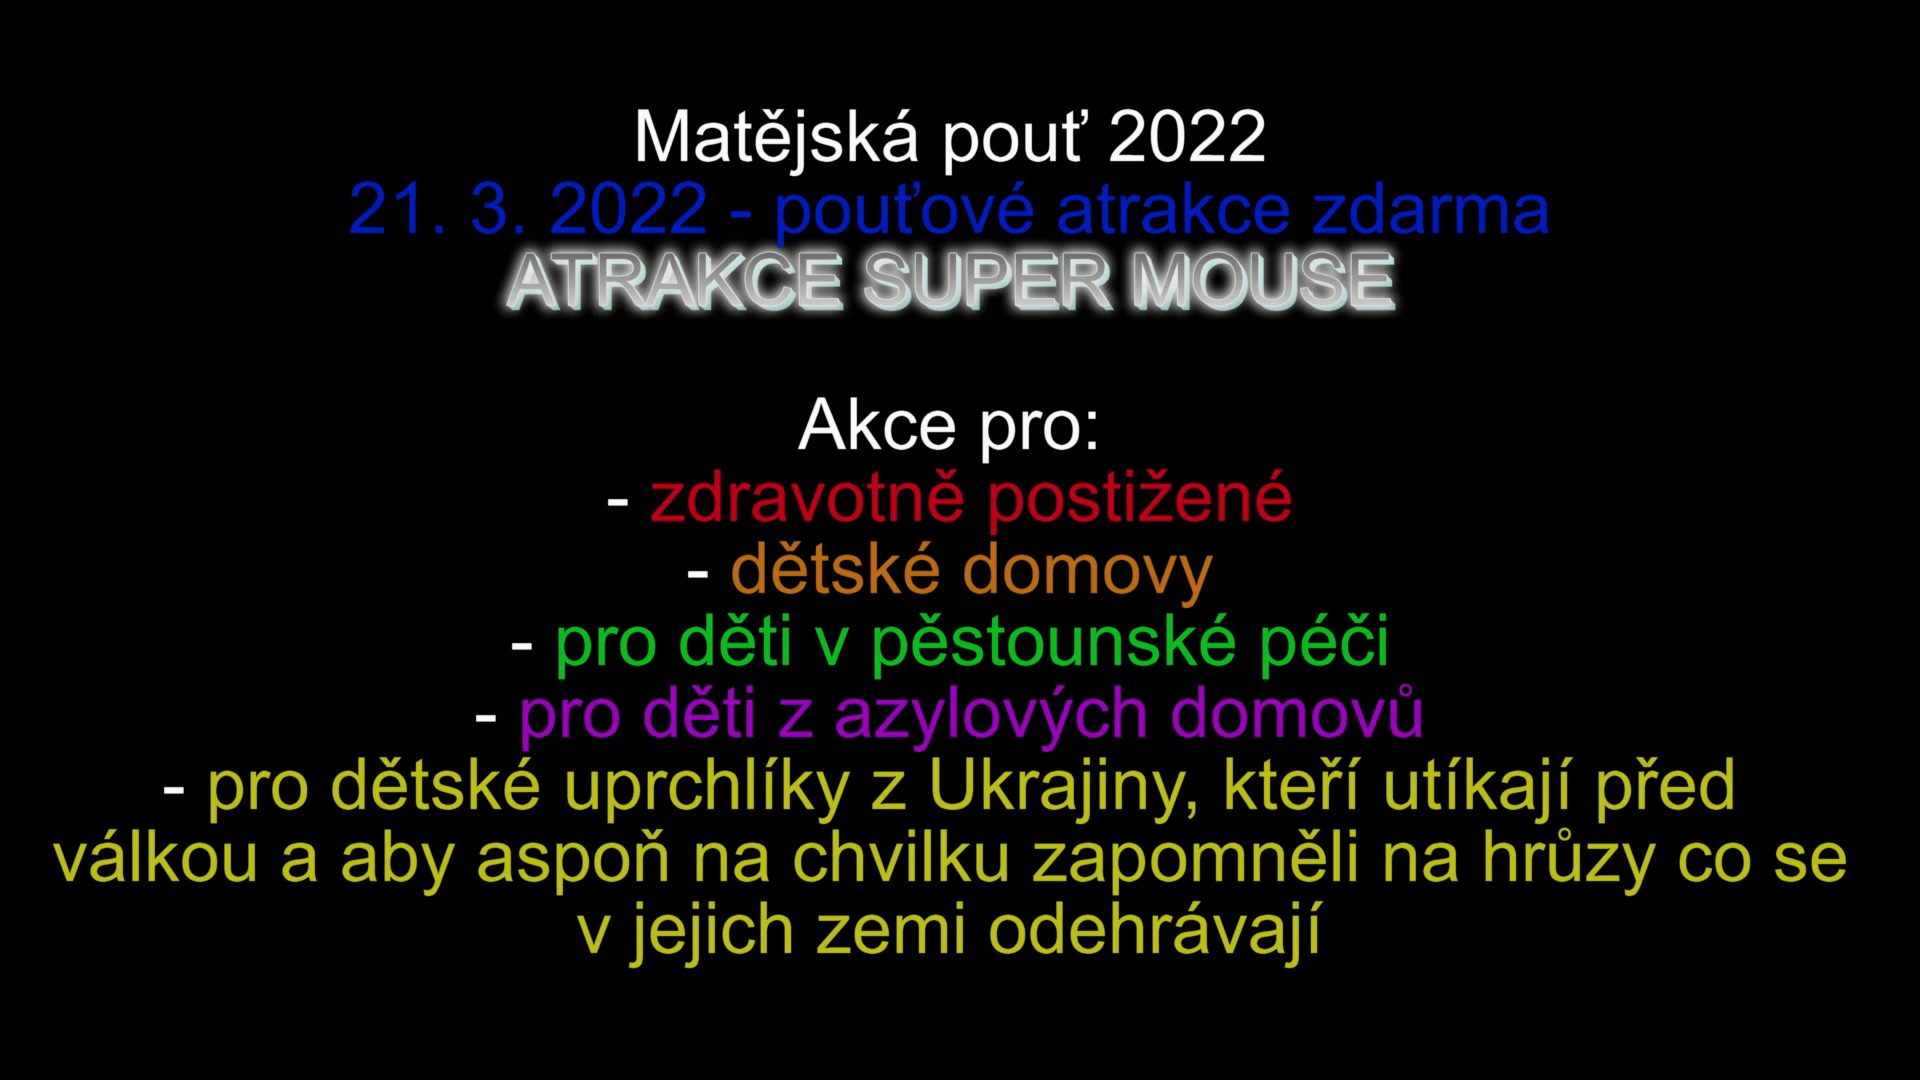 Matějská pouť 2022
21. 3. 2022 - pouťové atrakce zdarma
ATRAKCE SUPER MOUSE
Akce pro:
- zdravotně postižené
- dětské domovy
- pro děti v pěstounské péči
- pro děti z azylových domovů
- pro dětské uprchlíky z Ukrajiny, kteří utíkají před
válkou a aby aspoň na chvilku zapomněli na hrůzy co se
v jejich zemi odehrávají